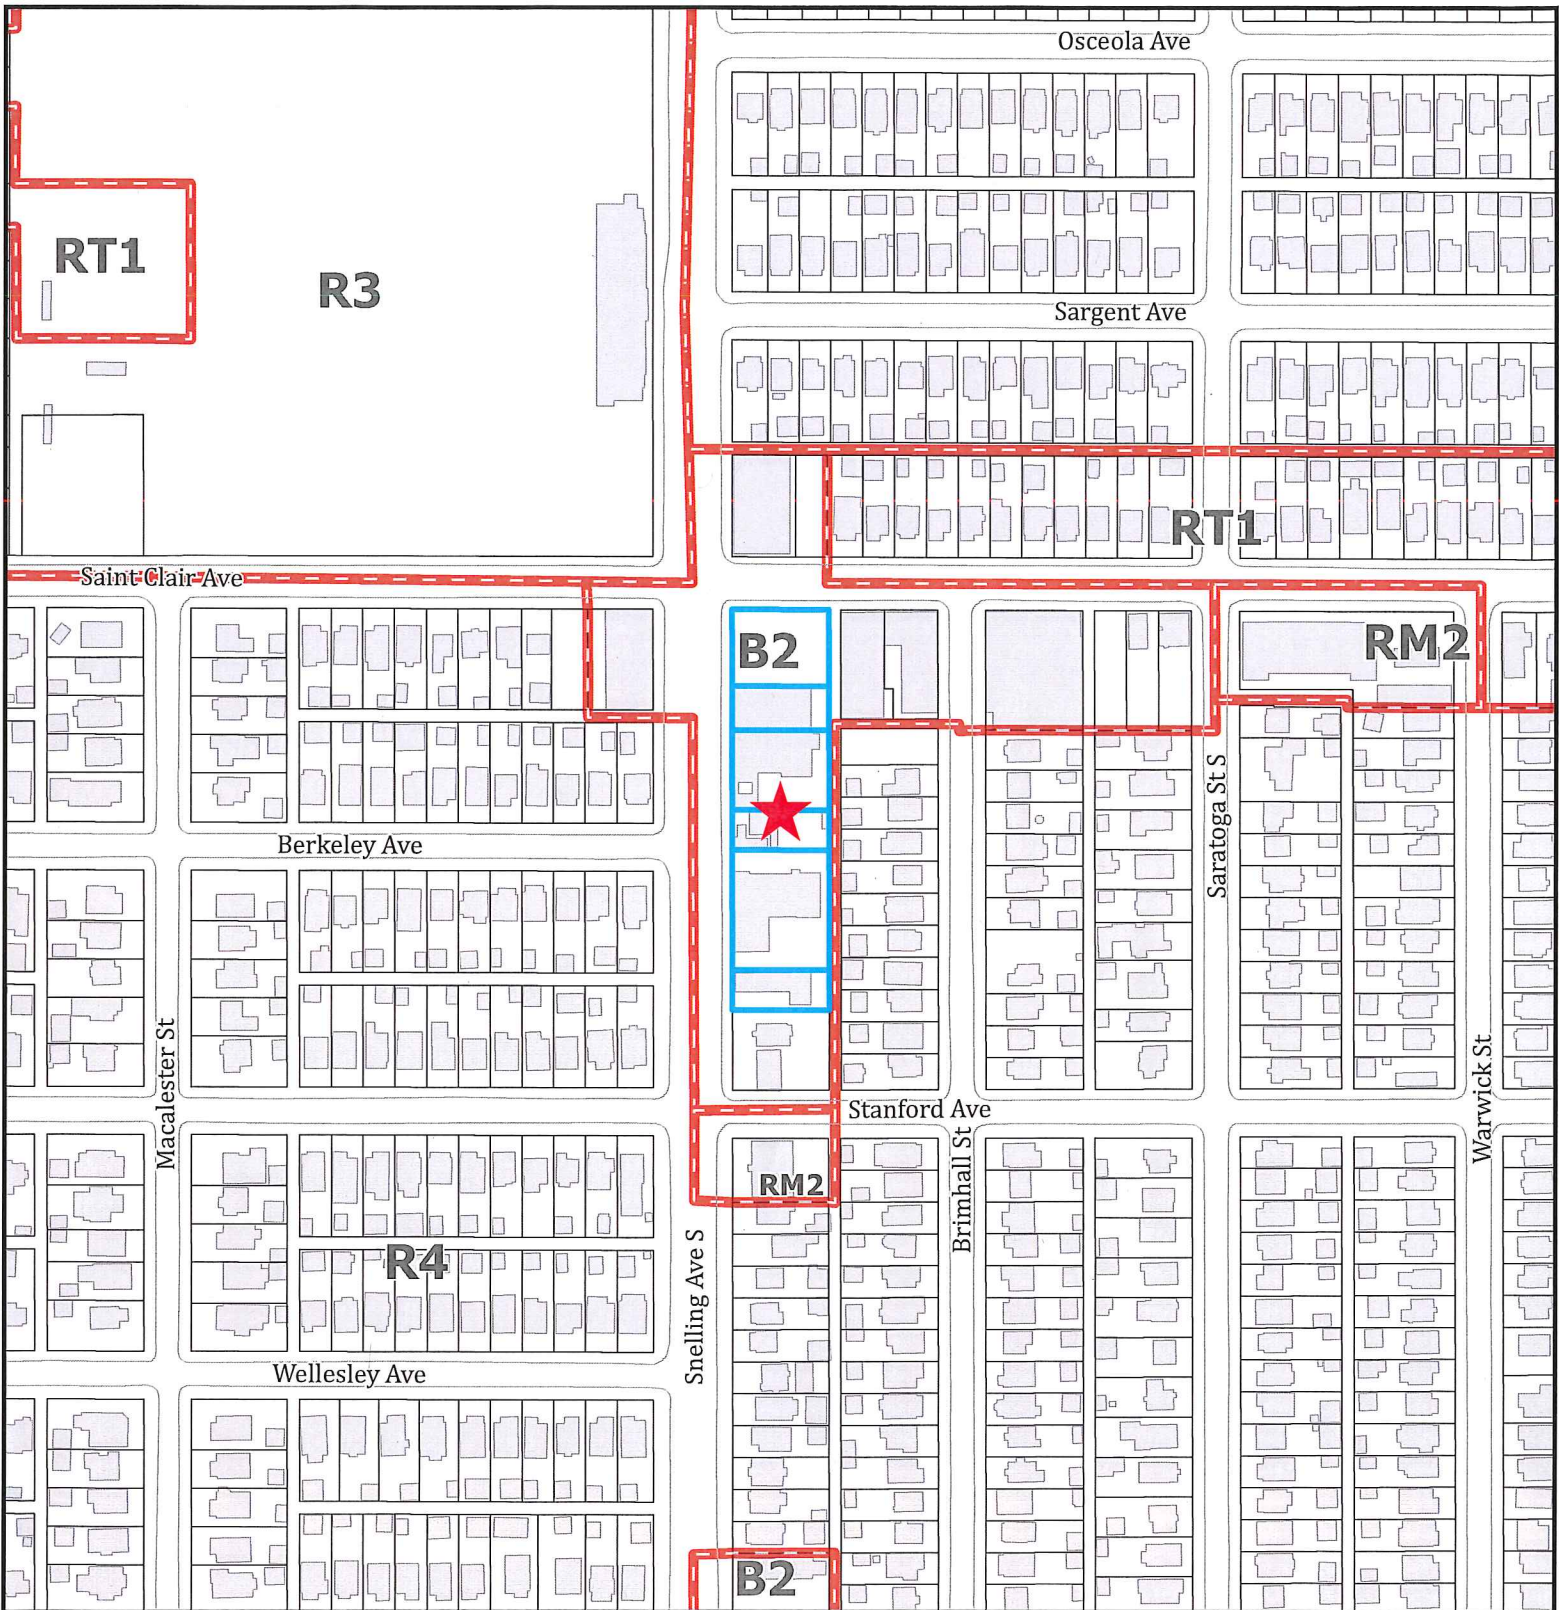 Osceola Ave
RT1
R3
Sargent Ave
RT1
Saint Clair Ave
B2
RM2
Saratoga St S
Berkeley Ave
Macalester St
Stanford Ave
Warwick St
Brimhall St
RM2
Snelling Ave S
R4
Wellesley Ave
B2